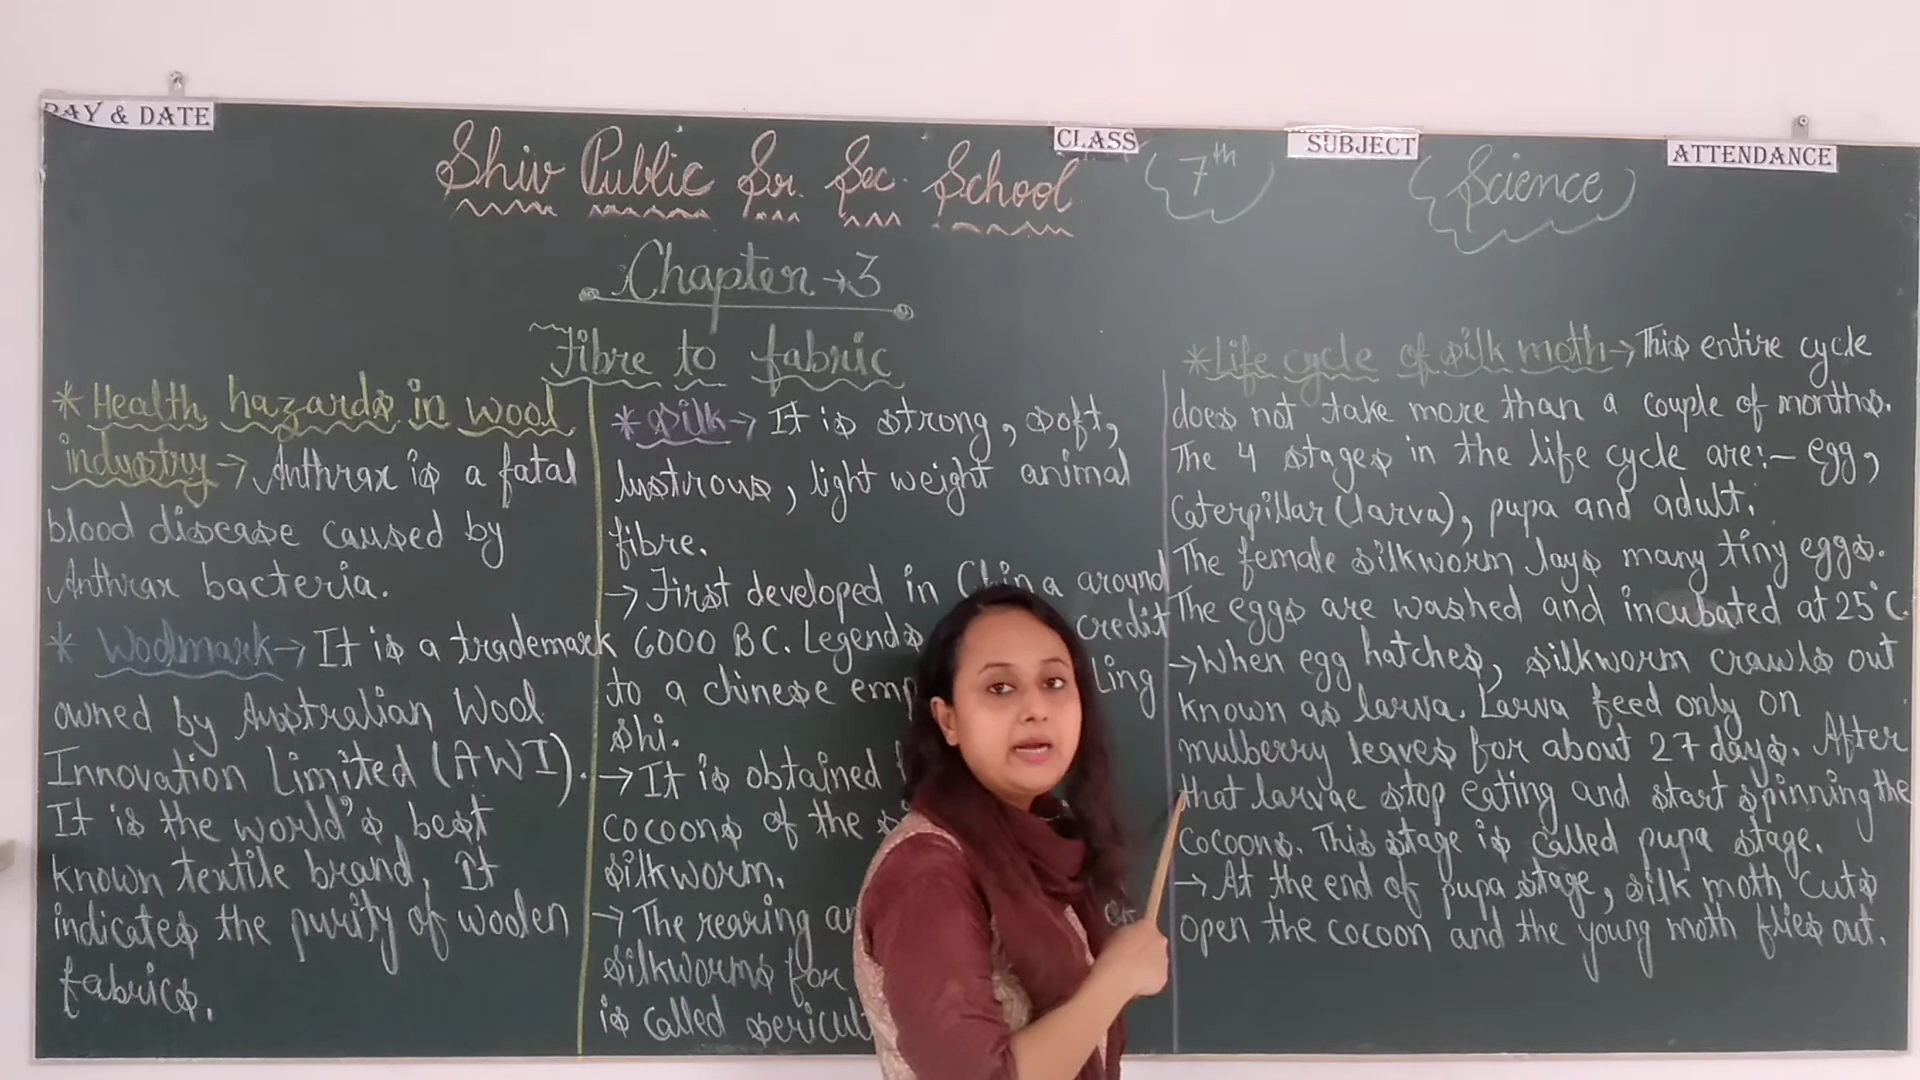 DAY & DATE
CLASS
SUBJECT
ATTENDANCE
Shiv Public Sr. Sec. School
7th
Science
Chapter → 3
Fibre to fabric
* Health hazards in wool
industry → Anthrax is a fatal
blood disease caused by
Anthrax bacteria.
* Woolmark → It is a trademark
owned by Australian Wool
Innovation Limited (AWI).
It is the world's best
known textile brand. It
indicates the purity of woolen
fabrics.
* Silk → It is strong, soft,
lustrous, light weight animal
fibre.
→ First developed in China around
6000 BC. Legends credit
to a chinese Ling
Shi.
→ It is obtained
cocoons of the
silkworm.
→ The rearing
silkworms for
is called
* Life cycle of silk moth → This entire cycle
does not take more than a couple of months.
The 4 stages in the life cycle are:- egg,
Caterpillar (larva), pupa and adult.
The female silkworm lays many tiny eggs.
The eggs are washed and incubated at 25°C.
→ When egg hatches, silkworm crawls out
known as larva. Larva feed only on
mulberry leaves for about 27 days. After
that larvae stop eating and start spinning the
cocoons. This stage is called pupa stage.
→ At the end of pupa stage, silk moth cuts
open the cocoon and the young moth flies out.